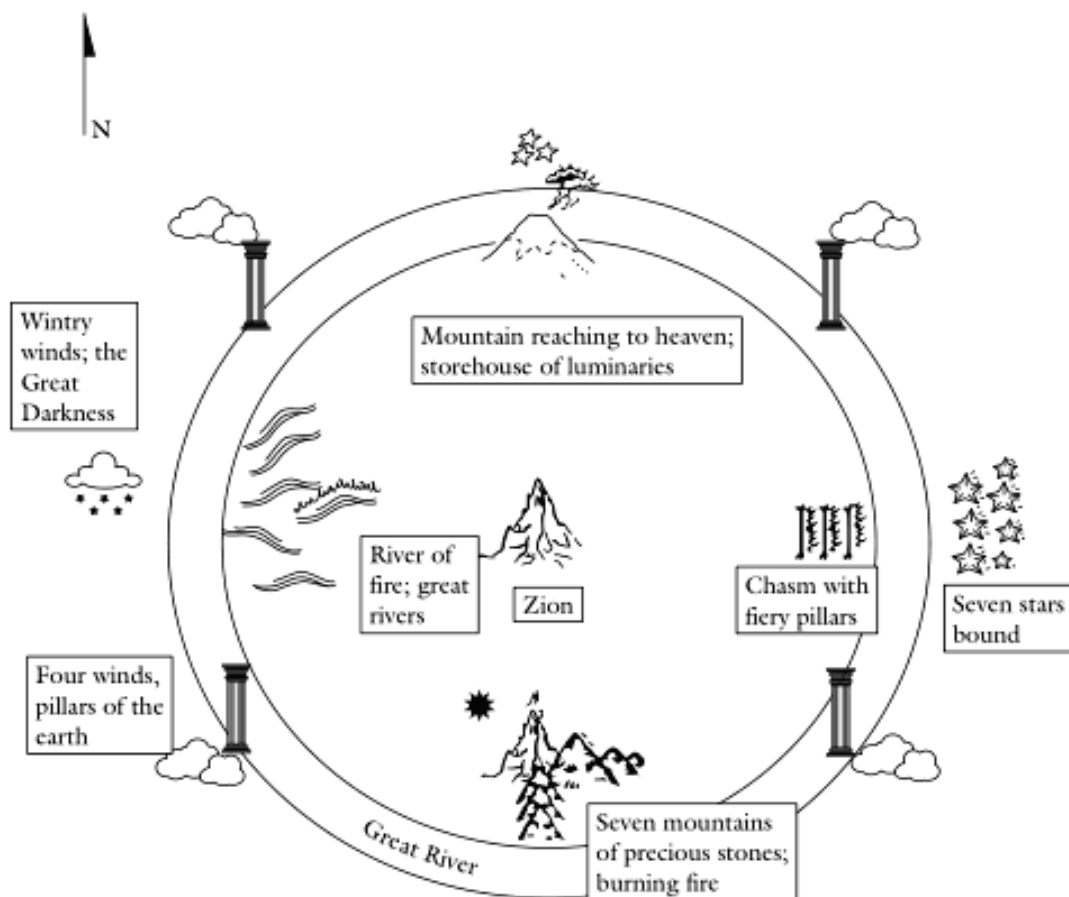 N
Wintry
winds; the
Great
Darkness
Mountain reaching to heaven;
storehouse of luminaries
River of
fire; great
rivers
Zion
Chasm with
fiery pillars
Seven stars
bound
Four winds,
pillars of the
earth
Great River
Seven mountains
of precious stones;
burning fire